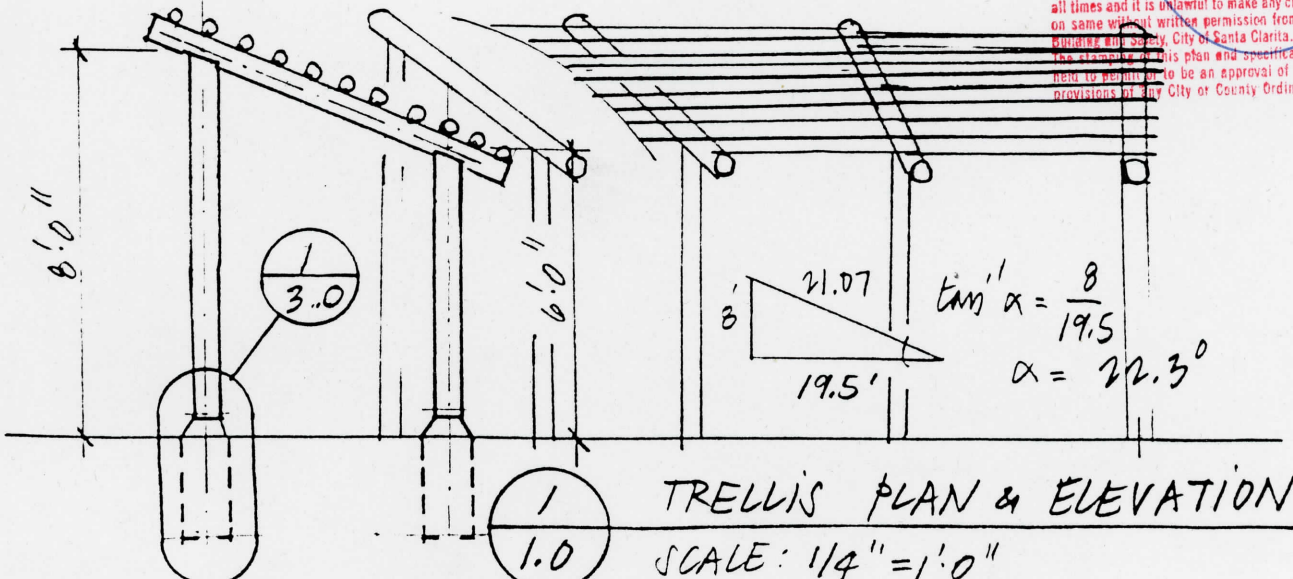 all times and it is unlawful to make any c
on same without written permission from
Building and Safety, City of Santa Clarita.
The stamping of this plan and specifica
held to permit or to be an approval of
provisions of any City or County Ordin
8'.0"
1
3..0
6'.0"
8'
21.07
19.5'
tan"α = 8
19.5
α = 22.3°
1
1.0
TRELLIS PLAN & ELEVATION
SCALE: 1/4" = 1'.0"